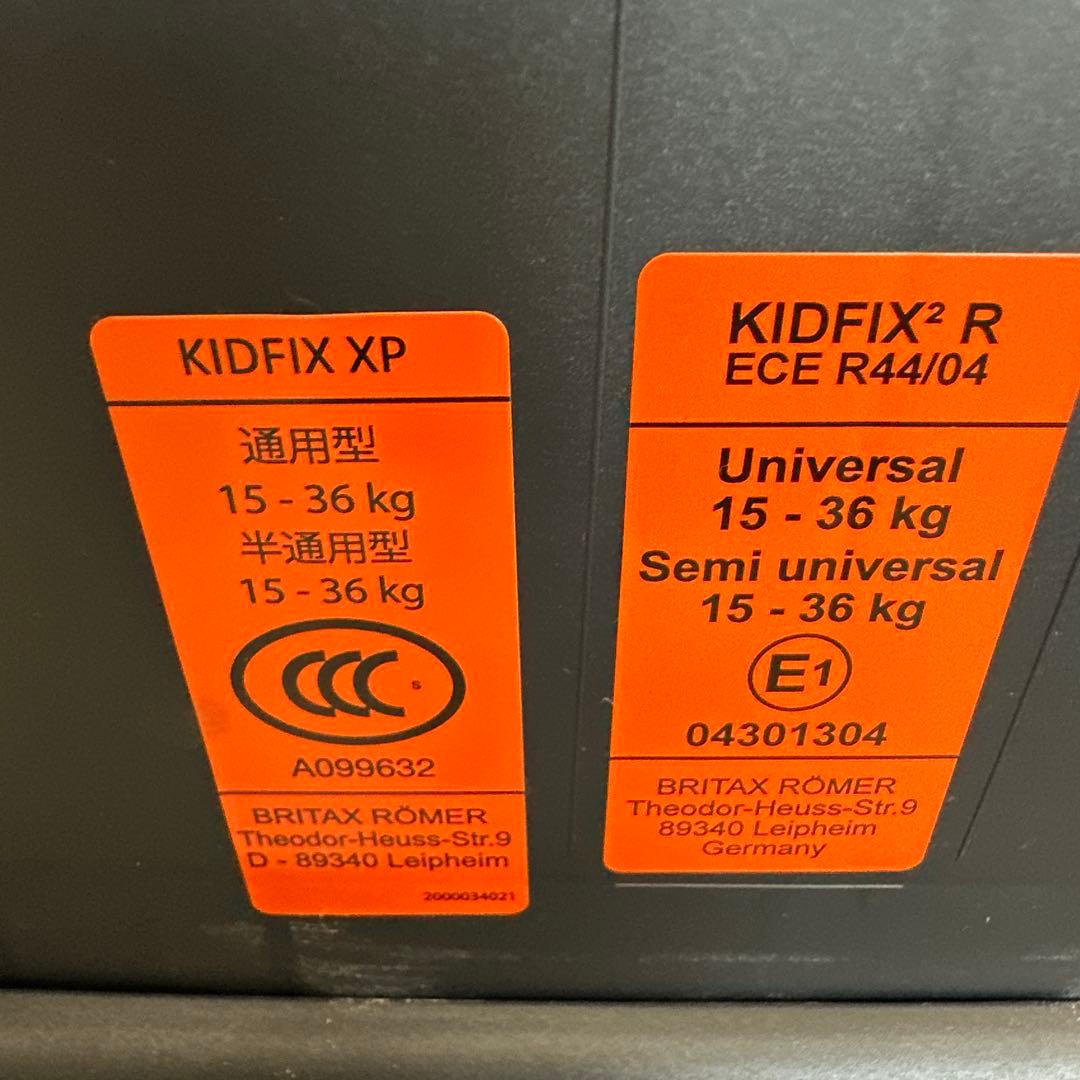 KIDFIX XP
通用型
15 - 36 kg
半通用型
15 - 36 kg
CCC S
A099632
BRITAX RÖMER
Theodor-Heuss-Str.9
D - 89340 Leipheim
2000034021
KIDFIX² R
ECE R44/04
Universal
15 - 36 kg
Semi universal
15 - 36 kg
E1
04301304
BRITAX RÖMER
Theodor-Heuss-Str.9
89340 Leipheim
Germany